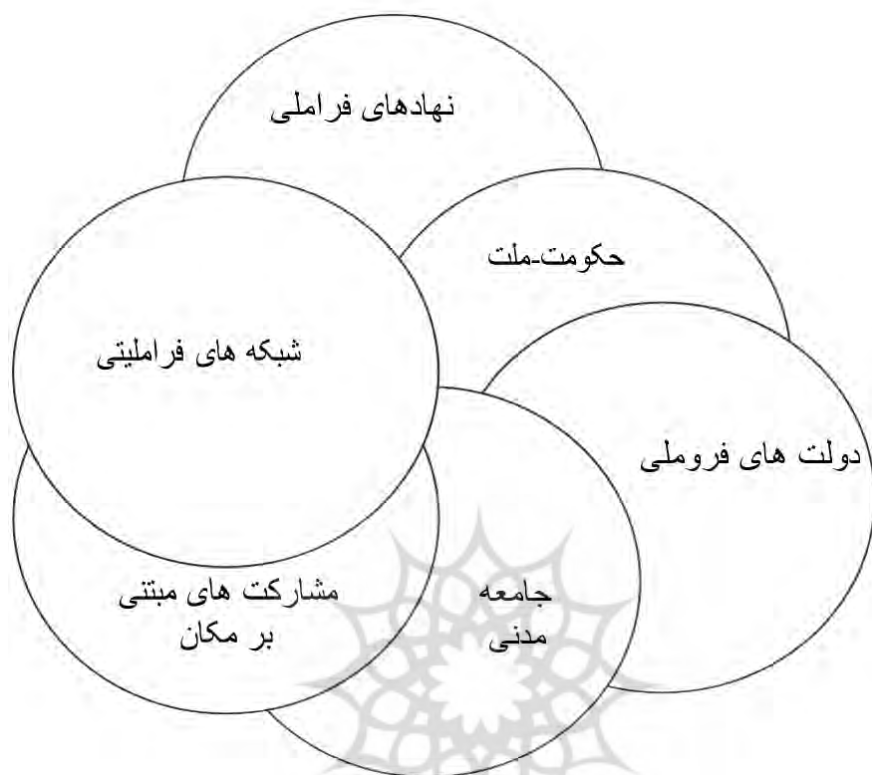 نهادهای فراملی
حکومت-ملت
شبکه های فراملیتی
دولت های فروملی
مشارکت های مبتنی
بر مکان
جامعه
مدنی